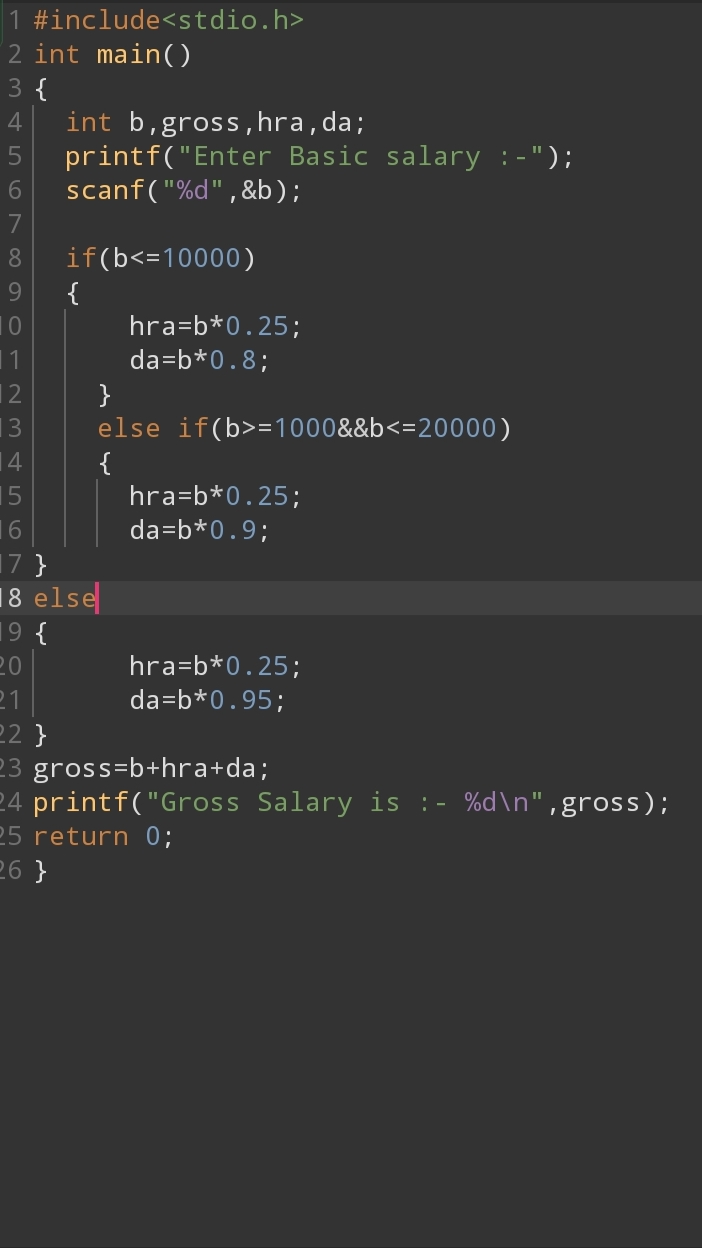 1 #include<stdio.h>
2 int main()
3 {
4 int b,gross,hra,da;
5 printf("Enter Basic salary :-");
6 scanf("%d",&b);
7
8 if(b<=10000)
9 {
10 hra=b*0.25;
11 da=b*0.8;
12 }
13 else if(b>=1000&&b<=20000)
14 {
15 hra=b*0.25;
16 da=b*0.9;
17 }
18 else
19 {
20 hra=b*0.25;
21 da=b*0.95;
22 }
23 gross=b+hra+da;
24 printf("Gross Salary is :- %d\n",gross);
25 return 0;
26 }